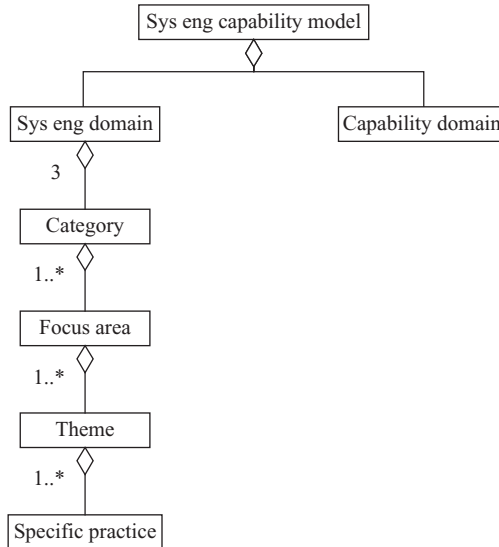 Sys eng capability model
Sys eng domain
Capability domain
3
Category
1..*
Focus area
1..*
Theme
1..*
Specific practice